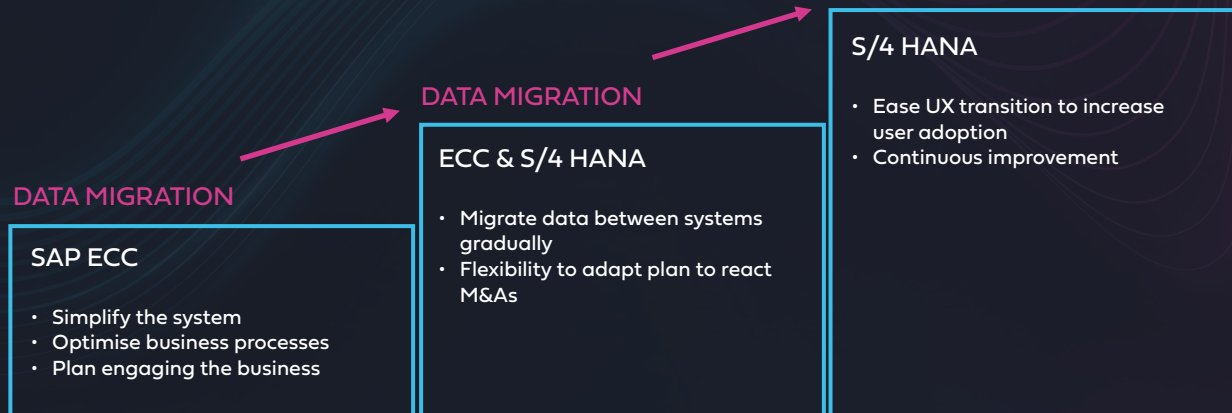 DATA MIGRATION
SAP ECC
• Simplify the system
• Optimise business processes
• Plan engaging the business
DATA MIGRATION
ECC & S/4 HANA
• Migrate data between systems
gradually
• Flexibility to adapt plan to react
M&As
S/4 HANA
• Ease UX transition to increase
user adoption
• Continuous improvement